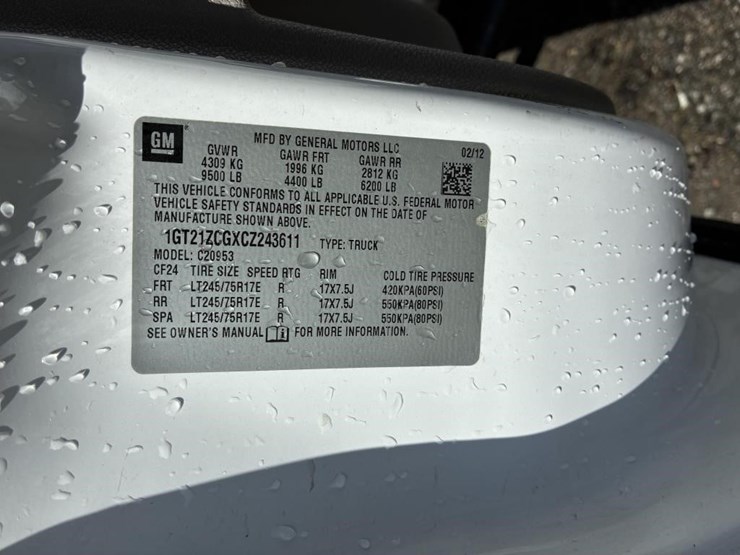 GM
MFD BY GENERAL MOTORS LLC
02/12
GVWR GAWR FRT GAWR RR
4309 KG 1996 KG 2812 KG
9500 LB 4400 LB 6200 LB
THIS VEHICLE CONFORMS TO ALL APPLICABLE U.S. FEDERAL MOTOR
VEHICLE SAFETY STANDARDS IN EFFECT ON THE DATE OF
MANUFACTURE SHOWN ABOVE.
1GT21ZCGXCZ243611 TYPE: TRUCK
MODEL: C20953
CF24 TIRE SIZE SPEED RTG RIM COLD TIRE PRESSURE
FRT LT245/75R17E R 17X7.5J 420KPA(60PSI)
RR LT245/75R17E R 17X7.5J 550KPA(80PSI)
SPA LT245/75R17E R 17X7.5J 550KPA(80PSI)
SEE OWNER'S MANUAL i FOR MORE INFORMATION.